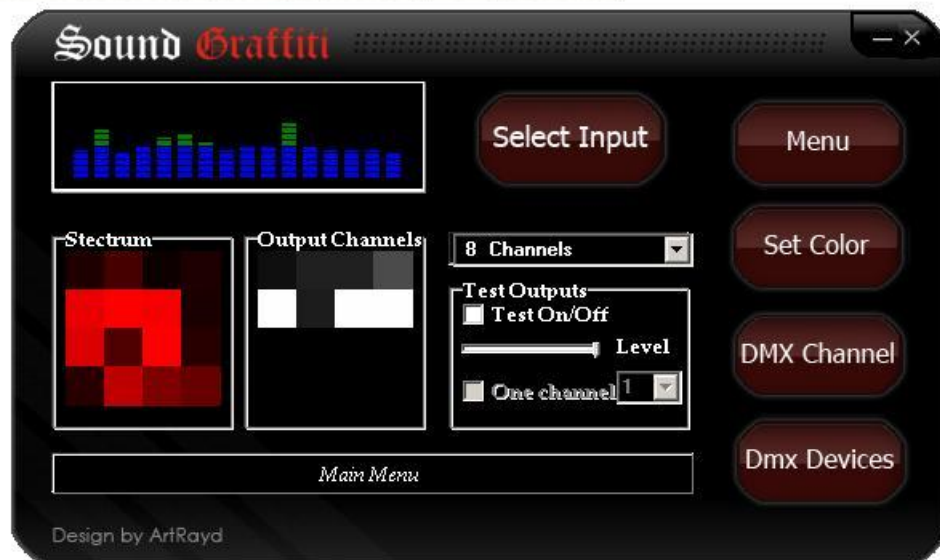 Sound Graffiti
Select Input
Menu
Stectrum
Output Channels
8 Channels
Set Color
Test Outputs
Test On/Off
Level
One channel 1
DMX Channel
Main Menu
Dmx Devices
Design by ArtRayd